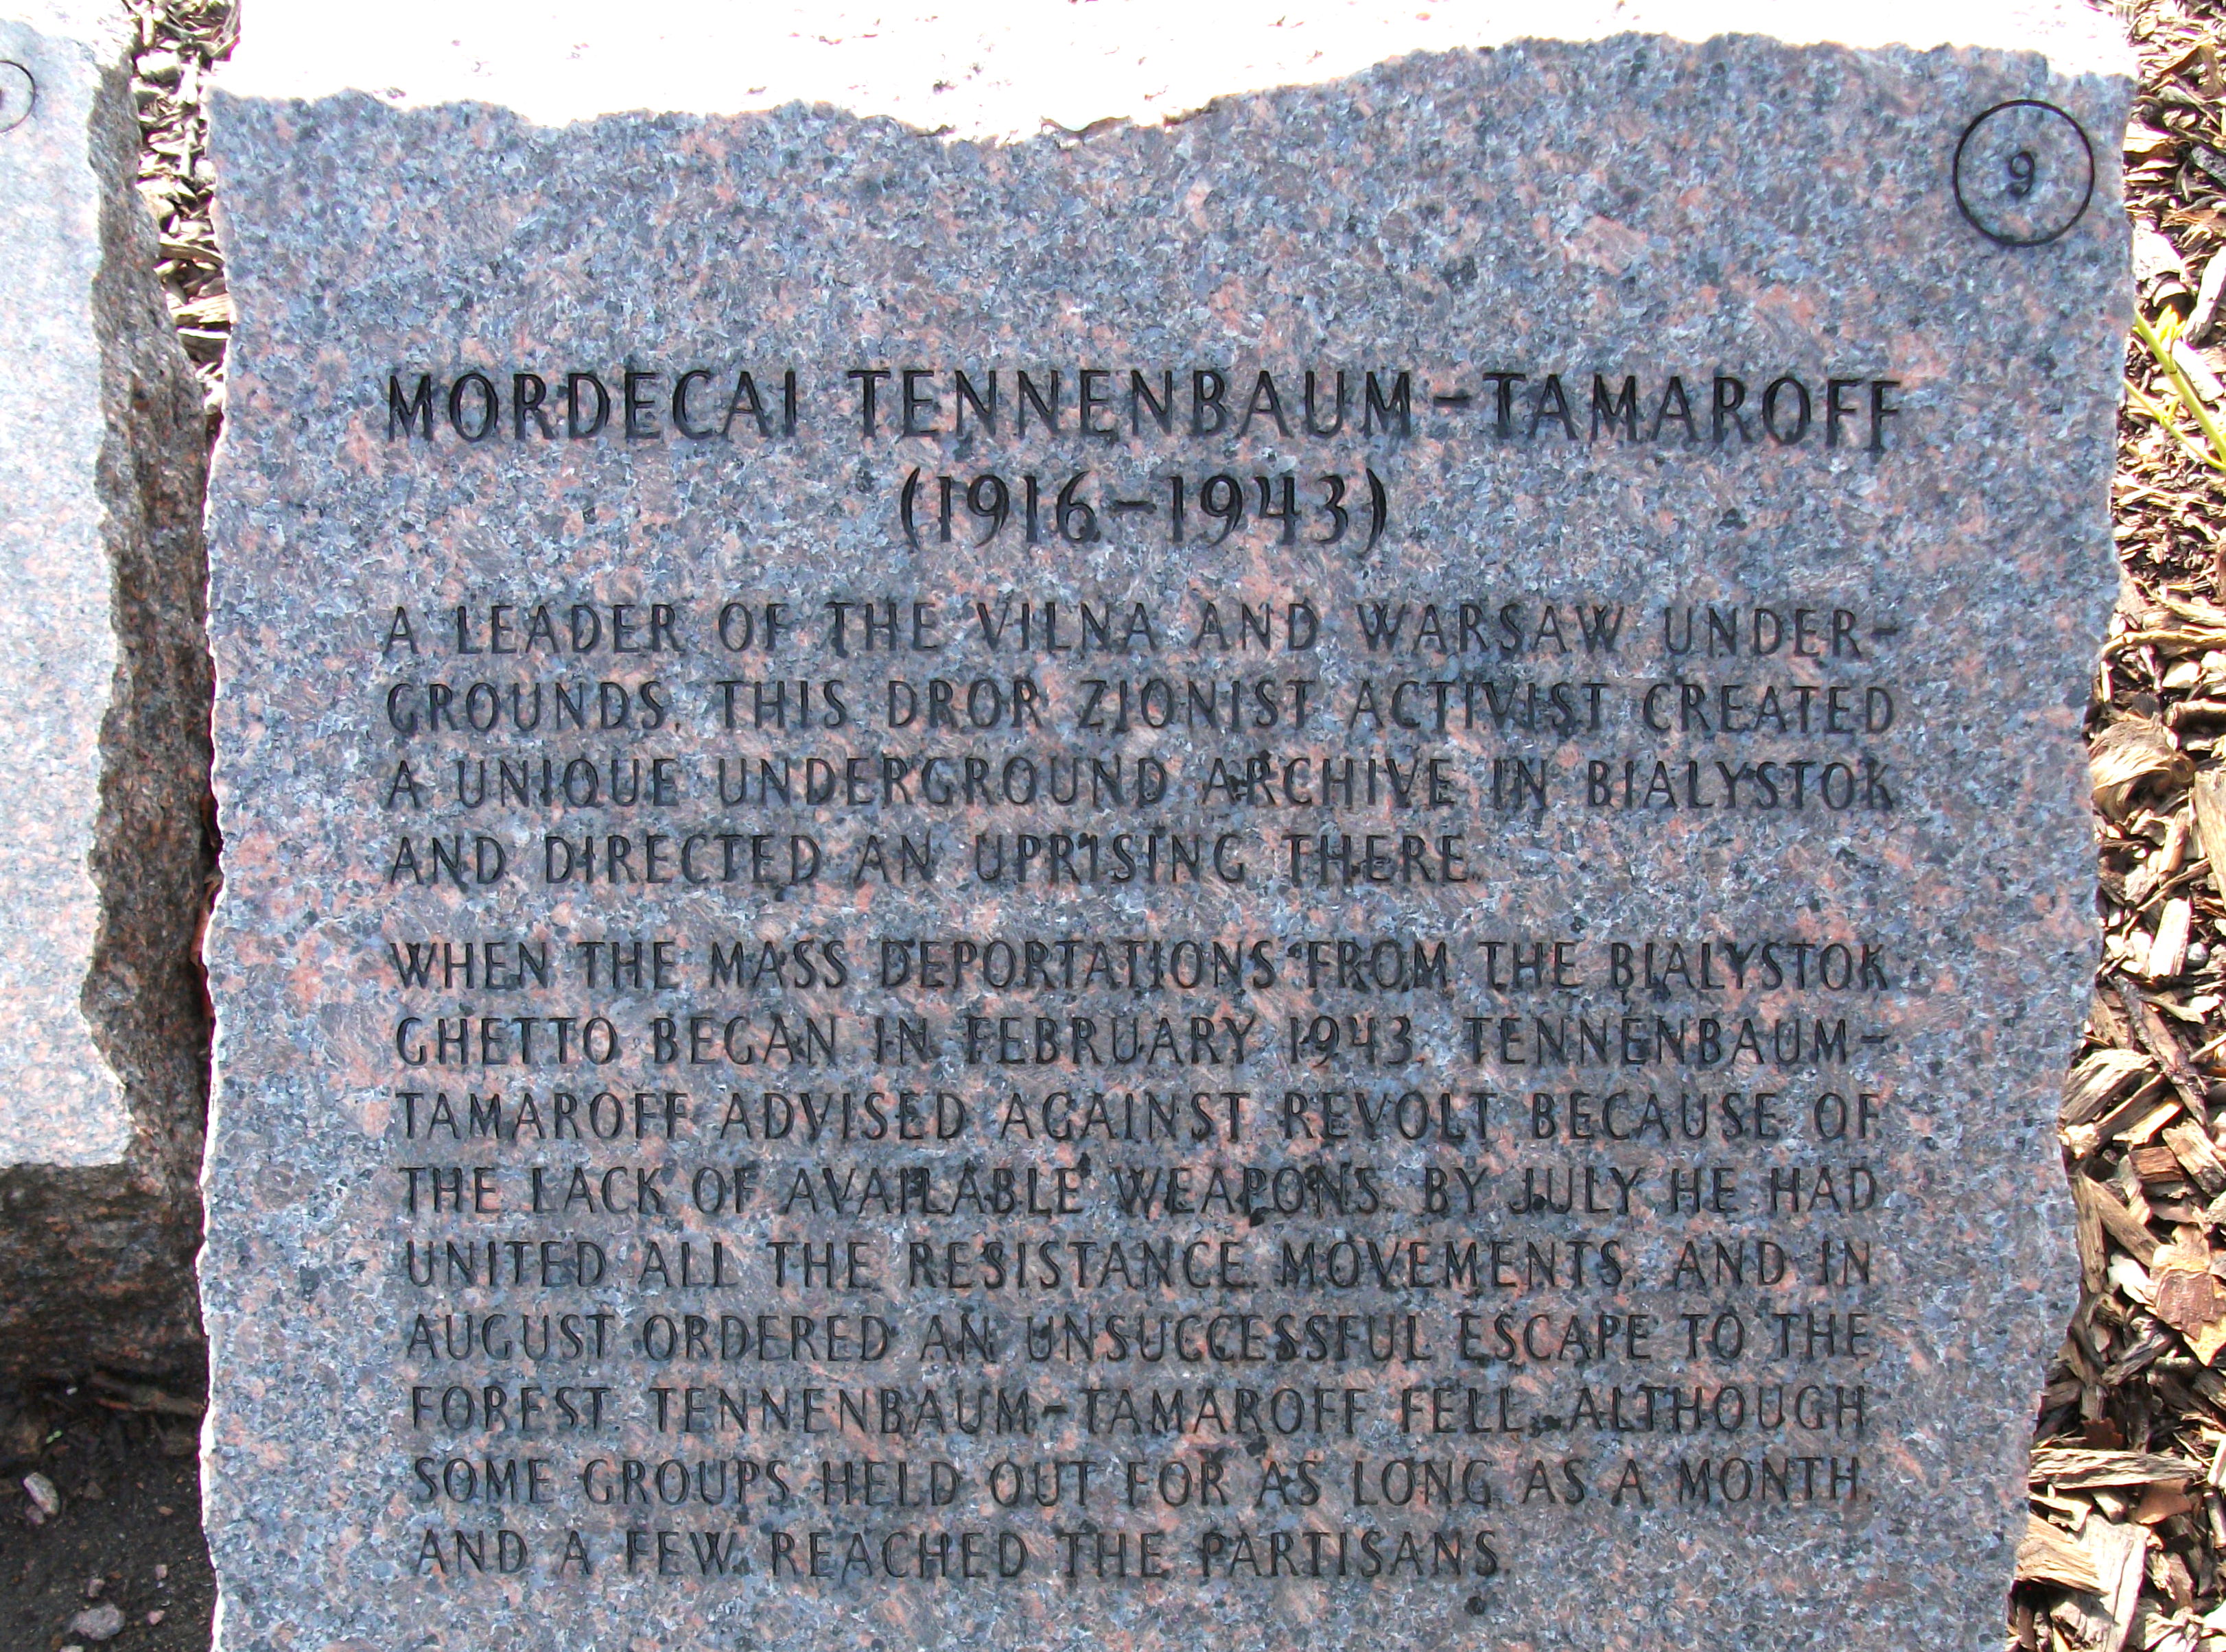 9
MORDECAI TENNENBAUM-TAMAROFF
(1916-1943)
A LEADER OF THE VILNA AND WARSAW UNDER-
GROUNDS, THIS DROR ZIONIST ACTIVIST CREATED
A UNIQUE UNDERGROUND ARCHIVE IN BIALYSTOK
AND DIRECTED AN UPRISING THERE.
WHEN THE MASS DEPORTATIONS FROM THE BIALYSTOK
GHETTO BEGAN IN FEBRUARY 1943, TENNENBAUM-
TAMAROFF ADVISED AGAINST REVOLT BECAUSE OF
THE LACK OF AVAILABLE WEAPONS. BY JULY HE HAD
UNITED ALL THE RESISTANCE MOVEMENTS, AND IN
AUGUST ORDERED AN UNSUCCESSFUL ESCAPE TO THE
FOREST. TENNENBAUM-TAMAROFF FELL, ALTHOUGH
SOME GROUPS HELD OUT FOR AS LONG AS A MONTH,
AND A FEW REACHED THE PARTISANS.